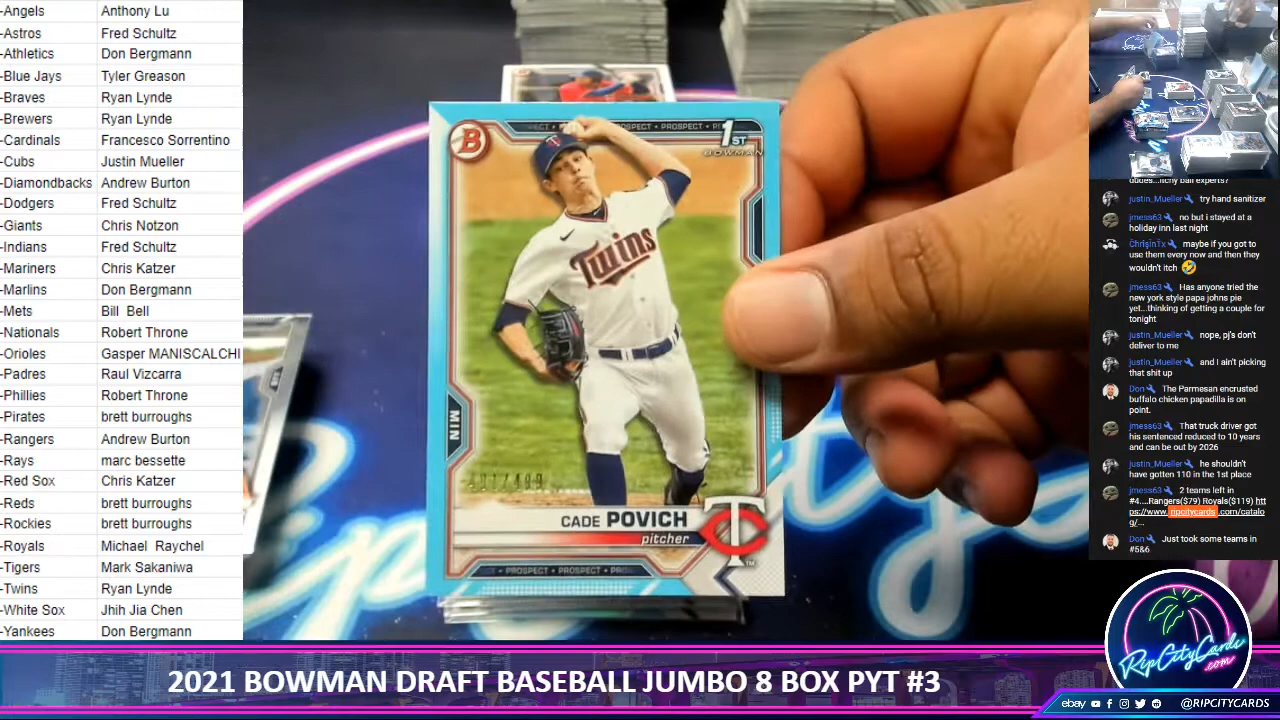 -Angels Anthony Lu
-Astros Fred Schultz
-Athletics Don Bergmann
-Blue Jays Tyler Greason
-Braves Ryan Lynde
-Brewers Ryan Lynde
-Cardinals Francesco Sorrentino
-Cubs Justin Mueller
-Diamondbacks Andrew Burton
-Dodgers Fred Schultz
-Giants Chris Notzon
-Indians Fred Schultz
-Mariners Chris Katzer
-Marlins Don Bergmann
-Mets Bill Bell
-Nationals Robert Throne
-Orioles Gasper MANISCALCHI
-Padres Raul Vizcarra
-Phillies Robert Throne
-Pirates brett burroughs
-Rangers Andrew Burton
-Rays marc bessette
-Red Sox Chris Katzer
-Reds brett burroughs
-Rockies brett burroughs
-Royals Michael Raychel
-Tigers Mark Sakaniwa
-Twins Ryan Lynde
-White Sox Jhih Jia Chen
-Yankees Don Bergmann
B
PROSPECT • PROSPECT
1ST
BOWMAN
Twins
MIN
CADE POVICH
pitcher
TC
TM
• PROSPECT • PROSPECT •
dudes...itchy ball experts?
justin_Mueller try hand sanitizer
jmess63 no but i stayed at a
holiday inn last night
maybe if you got to
use them every now and then they
wouldn't itch 🤣
jmess63 Has anyone tried the
new york style papa johns pie
yet...thinking of getting a couple for
tonight
justin_Mueller nope, pj's don't
deliver to me
justin_Mueller and I ain't picking
that shit up
Don The Parmesan encrusted
buffalo chicken papadilla is on
point.
jmess63 That truck driver got
his sentenced reduced to 10 years
and can be out by 2026
justin_Mueller he shouldn't
have gotten 110 in the 1st place
jmess63 2 teams left in
#4....Rangers($79) Royals($119) htt
ps://www.ripcitycards.com/catalo
g/...
Don Just took some teams in
#5&6
RipCityCards
.com
2021 BOWMAN DRAFT BASEBALL JUMBO 8 BOX PYT #3
ebay @RIPCITYCARDS